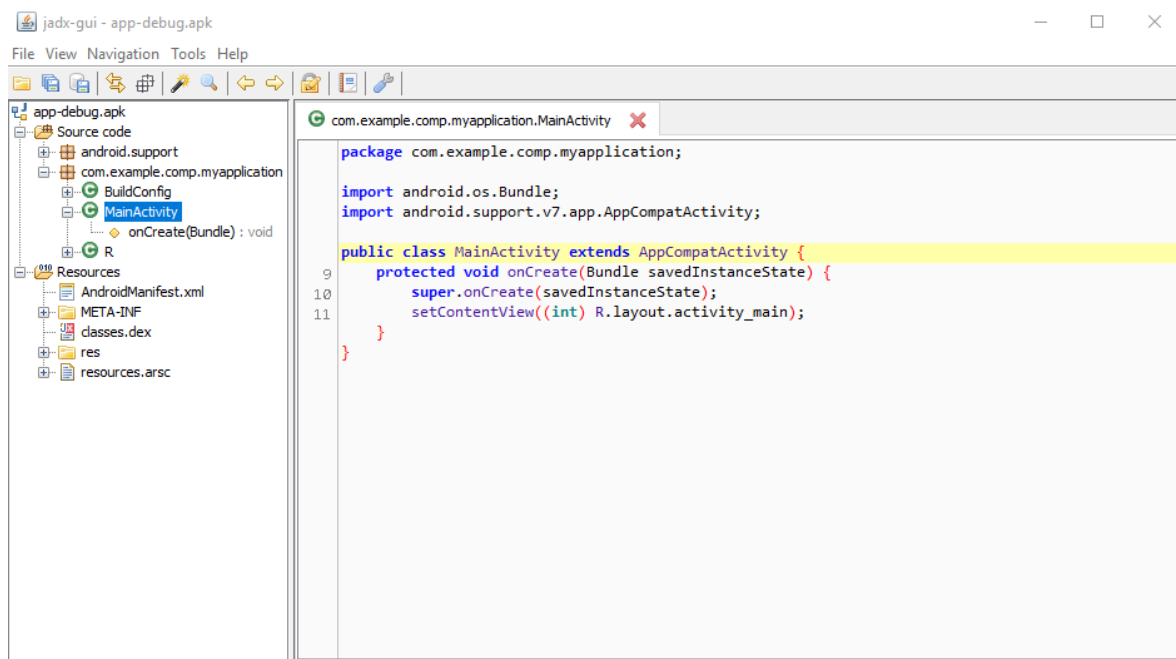 jadx-gui - app-debug.apk
File View Navigation Tools Help
app-debug.apk
Source code
android.support
com.example.comp.myapplication
BuildConfig
MainActivity
onCreate(Bundle) : void
R
Resources
AndroidManifest.xml
META-INF
classes.dex
res
resources.arsc
com.example.comp.myapplication.MainActivity
package com.example.comp.myapplication;
import android.os.Bundle;
import android.support.v7.app.AppCompatActivity;
public class MainActivity extends AppCompatActivity {
9 protected void onCreate(Bundle savedInstanceState) {
10 super.onCreate(savedInstanceState);
11 setContentView((int) R.layout.activity_main);
}
}